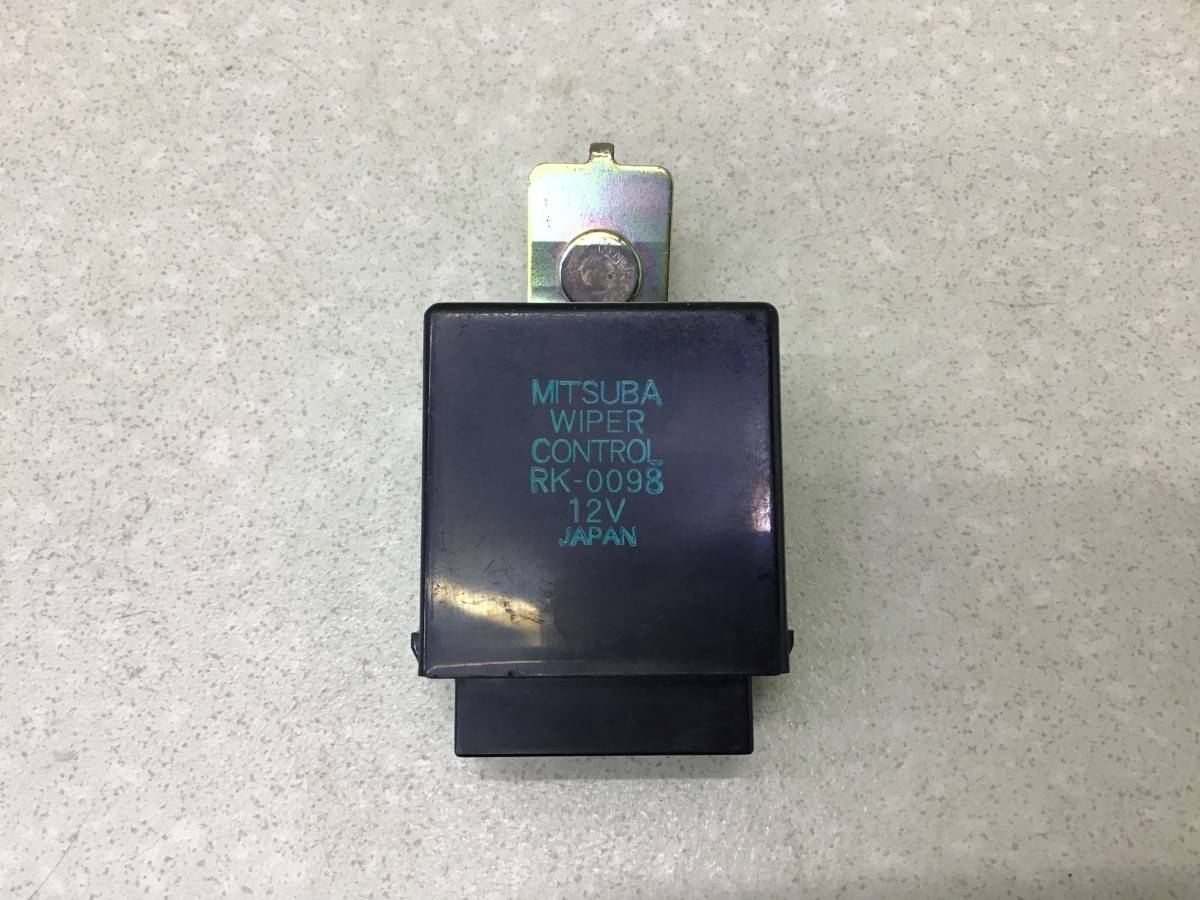 MITSUBA
WIPER
CONTROL
RK-0098
12V
JAPAN